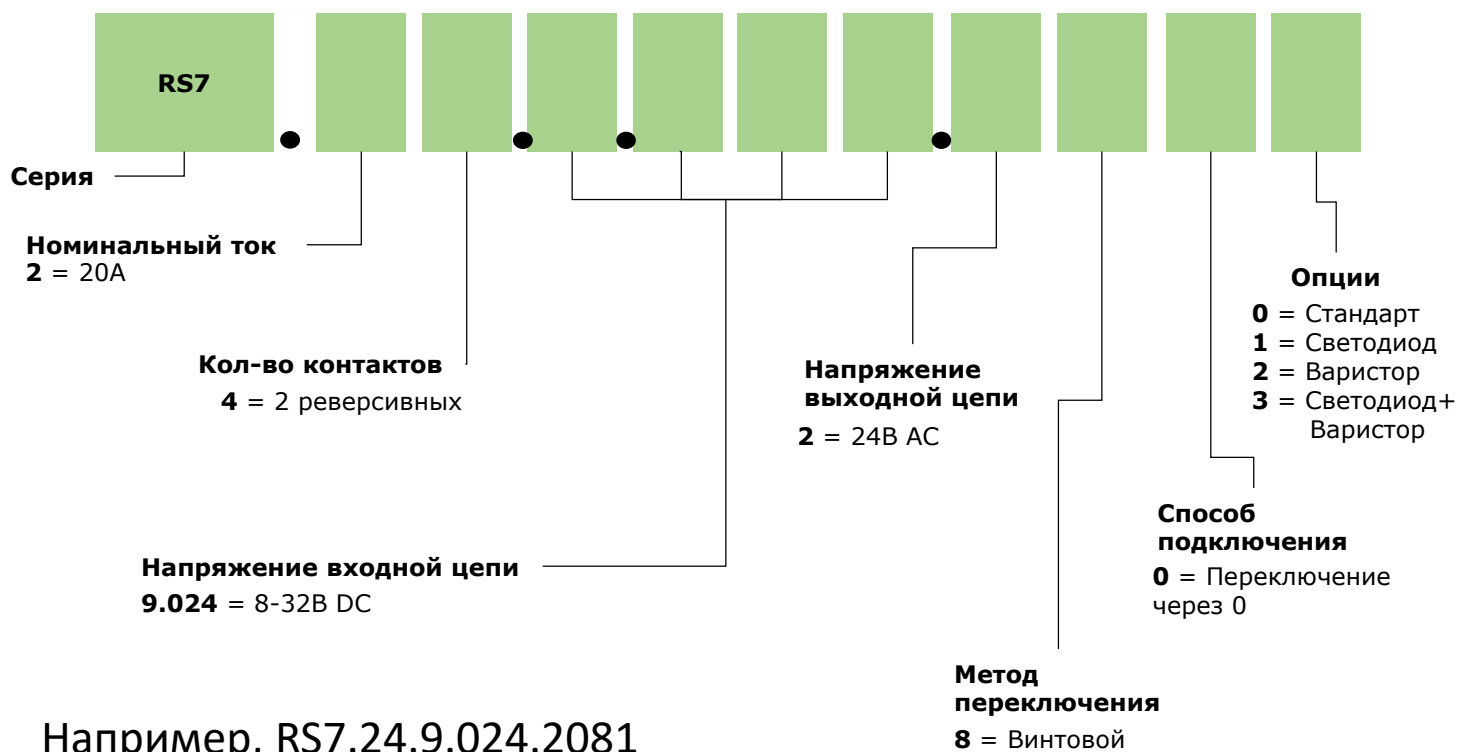 RS7
Серия
Номинальный ток
2 = 20А
Кол-во контактов
4 = 2 реверсивных
Напряжение входной цепи
9.024 = 8-32В DC
Напряжение
выходной цепи
2 = 24В АС
Опции
0 = Стандарт
1 = Светодиод
2 = Варистор
3 = Светодиод+
Варистор
Способ
подключения
0 = Переключение
через 0
Метод
переключения
8 = Винтовой
Например, RS7.24.9.024.2081